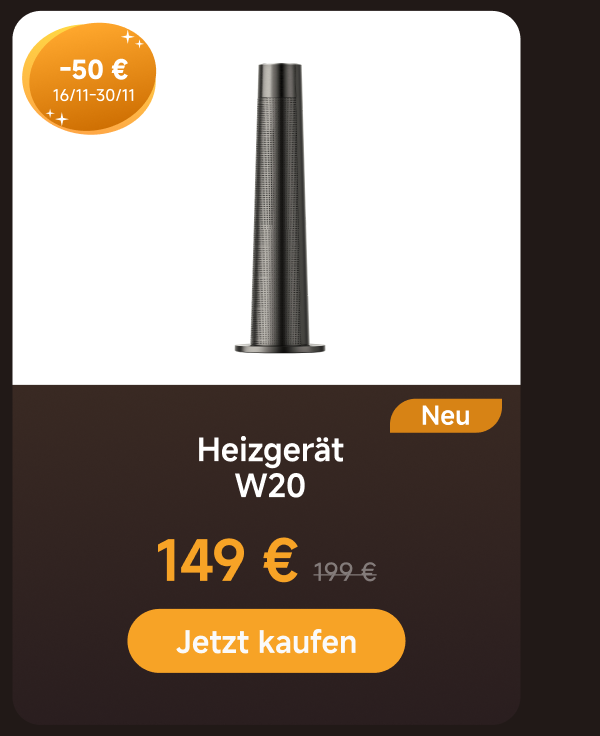 -50 €
16/11-30/11
Neu
Heizgerät
W20
149 € 199 €
Jetzt kaufen